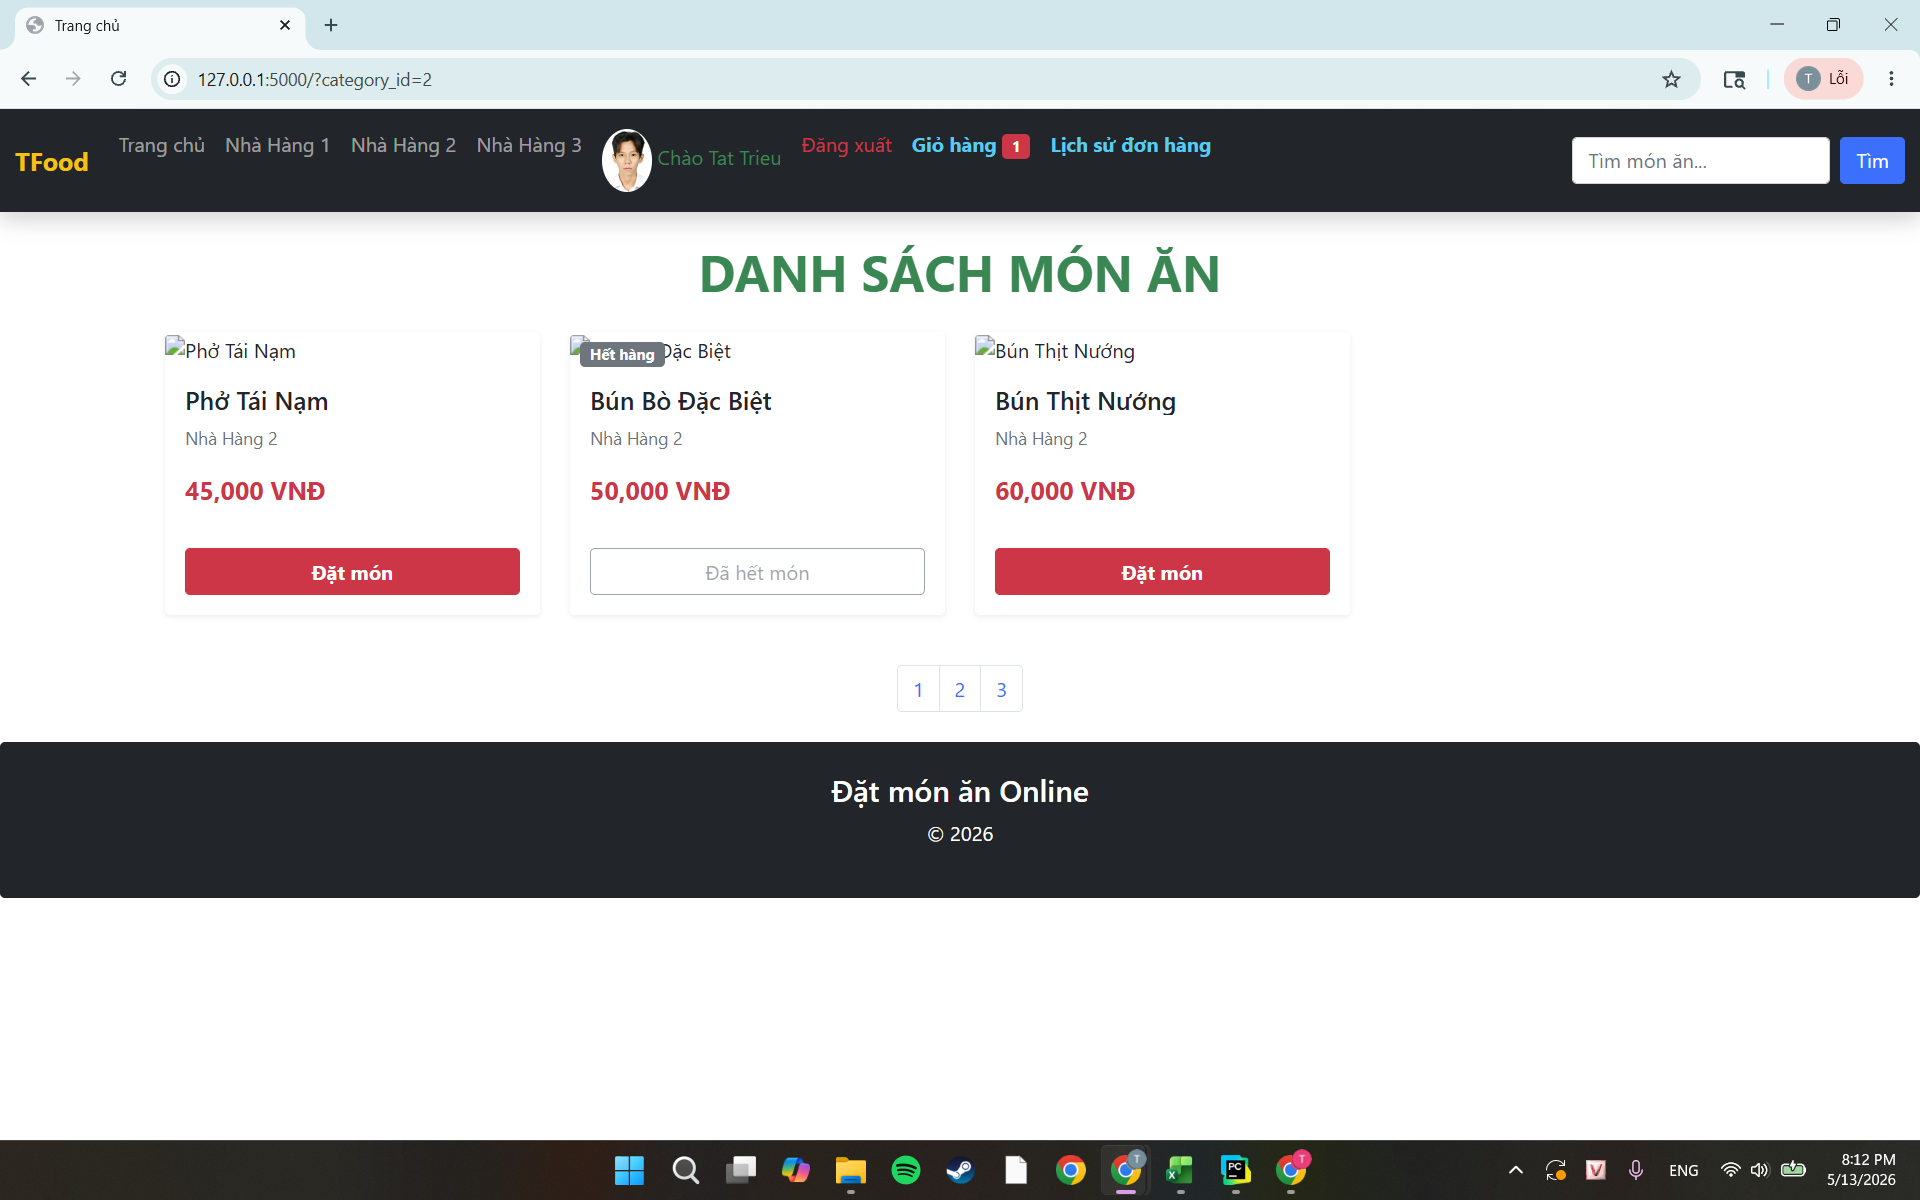 Trang chủ
127.0.0.1:5000/?category_id=2
T Lỗi
TFood
Trang chủ
Nhà Hàng 1
Nhà Hàng 2
Nhà Hàng 3
Chào Tat Trieu
Đăng xuất
Giỏ hàng 1
Lịch sử đơn hàng
Tìm món ăn...
Tìm
DANH SÁCH MÓN ĂN
Phở Tái Nạm
Phở Tái Nạm
Nhà Hàng 2
45,000 VNĐ
Đặt món
Hết hàng
Đặc Biệt
Bún Bò Đặc Biệt
Nhà Hàng 2
50,000 VNĐ
Đã hết món
Bún Thịt Nướng
Bún Thịt Nướng
Nhà Hàng 2
60,000 VNĐ
Đặt món
1 2 3
Đặt món ăn Online
© 2026
T
PC
T
V
ENG
8:12 PM
5/13/2026